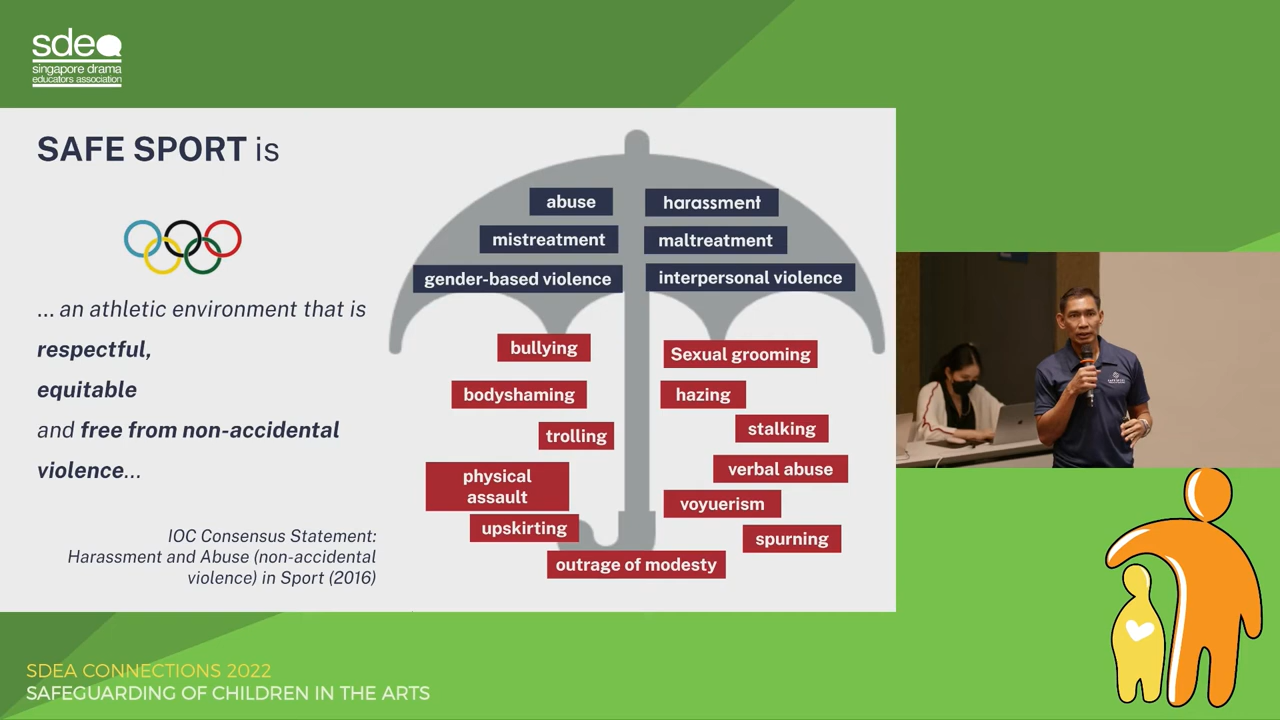 sdea
singapore drama
educators association
SAFE SPORT is
... an athletic environment that is
respectful,
equitable
and free from non-accidental
violence...
IOC Consensus Statement:
Harassment and Abuse (non-accidental
violence) in Sport (2016)
abuse
harassment
mistreatment
maltreatment
gender-based violence
interpersonal violence
bullying
Sexual grooming
bodyshaming
hazing
trolling
stalking
physical
assault
verbal abuse
voyuerism
upskirting
spurning
outrage of modesty
SDEA CONNECTIONS 2022
SAFEGUARDING OF CHILDREN IN THE ARTS